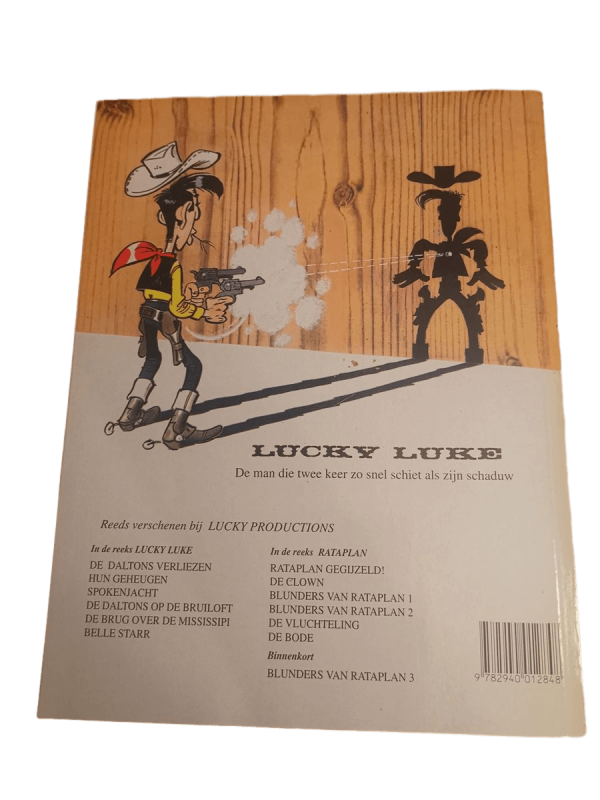 LUCKY LUKE
De man die twee keer zo snel schiet als zijn schaduw
Reeds verschenen bij LUCKY PRODUCTIONS
In de reeks LUCKY LUKE
DE DALTONS VERLIEZEN
HUN GEHEUGEN
SPOKENJACHT
DE DALTONS OP DE BRUILOFT
DE BRUG OVER DE MISSISSIPI
BELLE STARR
In de reeks RATAPLAN
RATAPLAN GEGIJZELD!
DE CLOWN
BLUNDERS VAN RATAPLAN 1
BLUNDERS VAN RATAPLAN 2
DE VLUCHTELING
DE BODE
Binnenkort
BLUNDERS VAN RATAPLAN 3
9 782940 012848